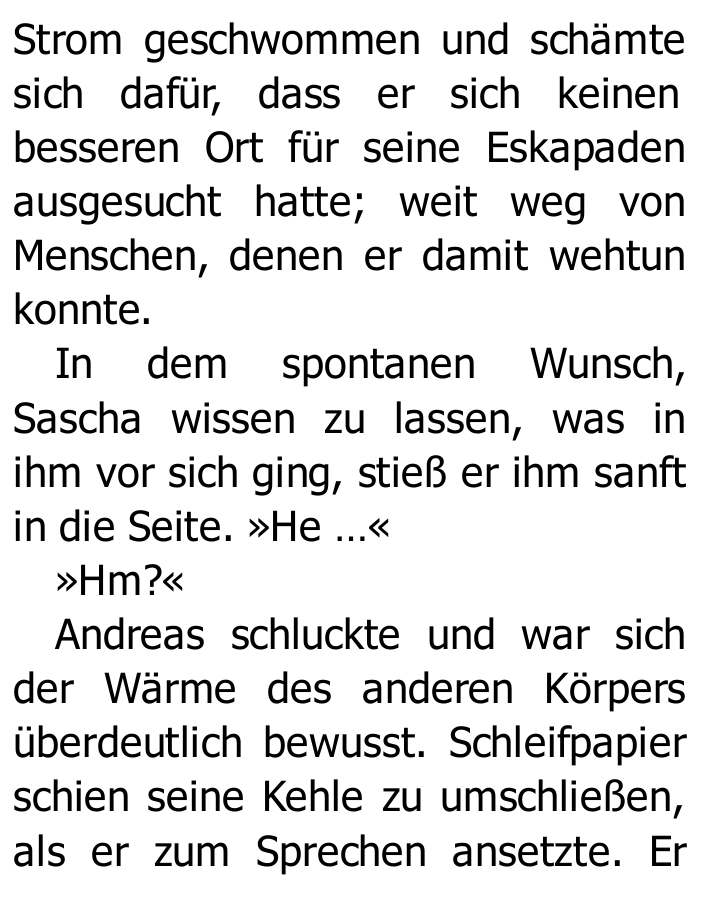 Strom geschwommen und schämte
sich dafür, dass er sich keinen
besseren Ort für seine Eskapaden
ausgesucht hatte; weit weg von
Menschen, denen er damit wehtun
konnte.
In dem spontanen Wunsch,
Sascha wissen zu lassen, was in
ihm vor sich ging, stieß er ihm sanft
in die Seite. »He …«
»Hm?«
Andreas schluckte und war sich
der Wärme des anderen Körpers
überdeutlich bewusst. Schleifpapier
schien seine Kehle zu umschließen,
als er zum Sprechen ansetzte. Er